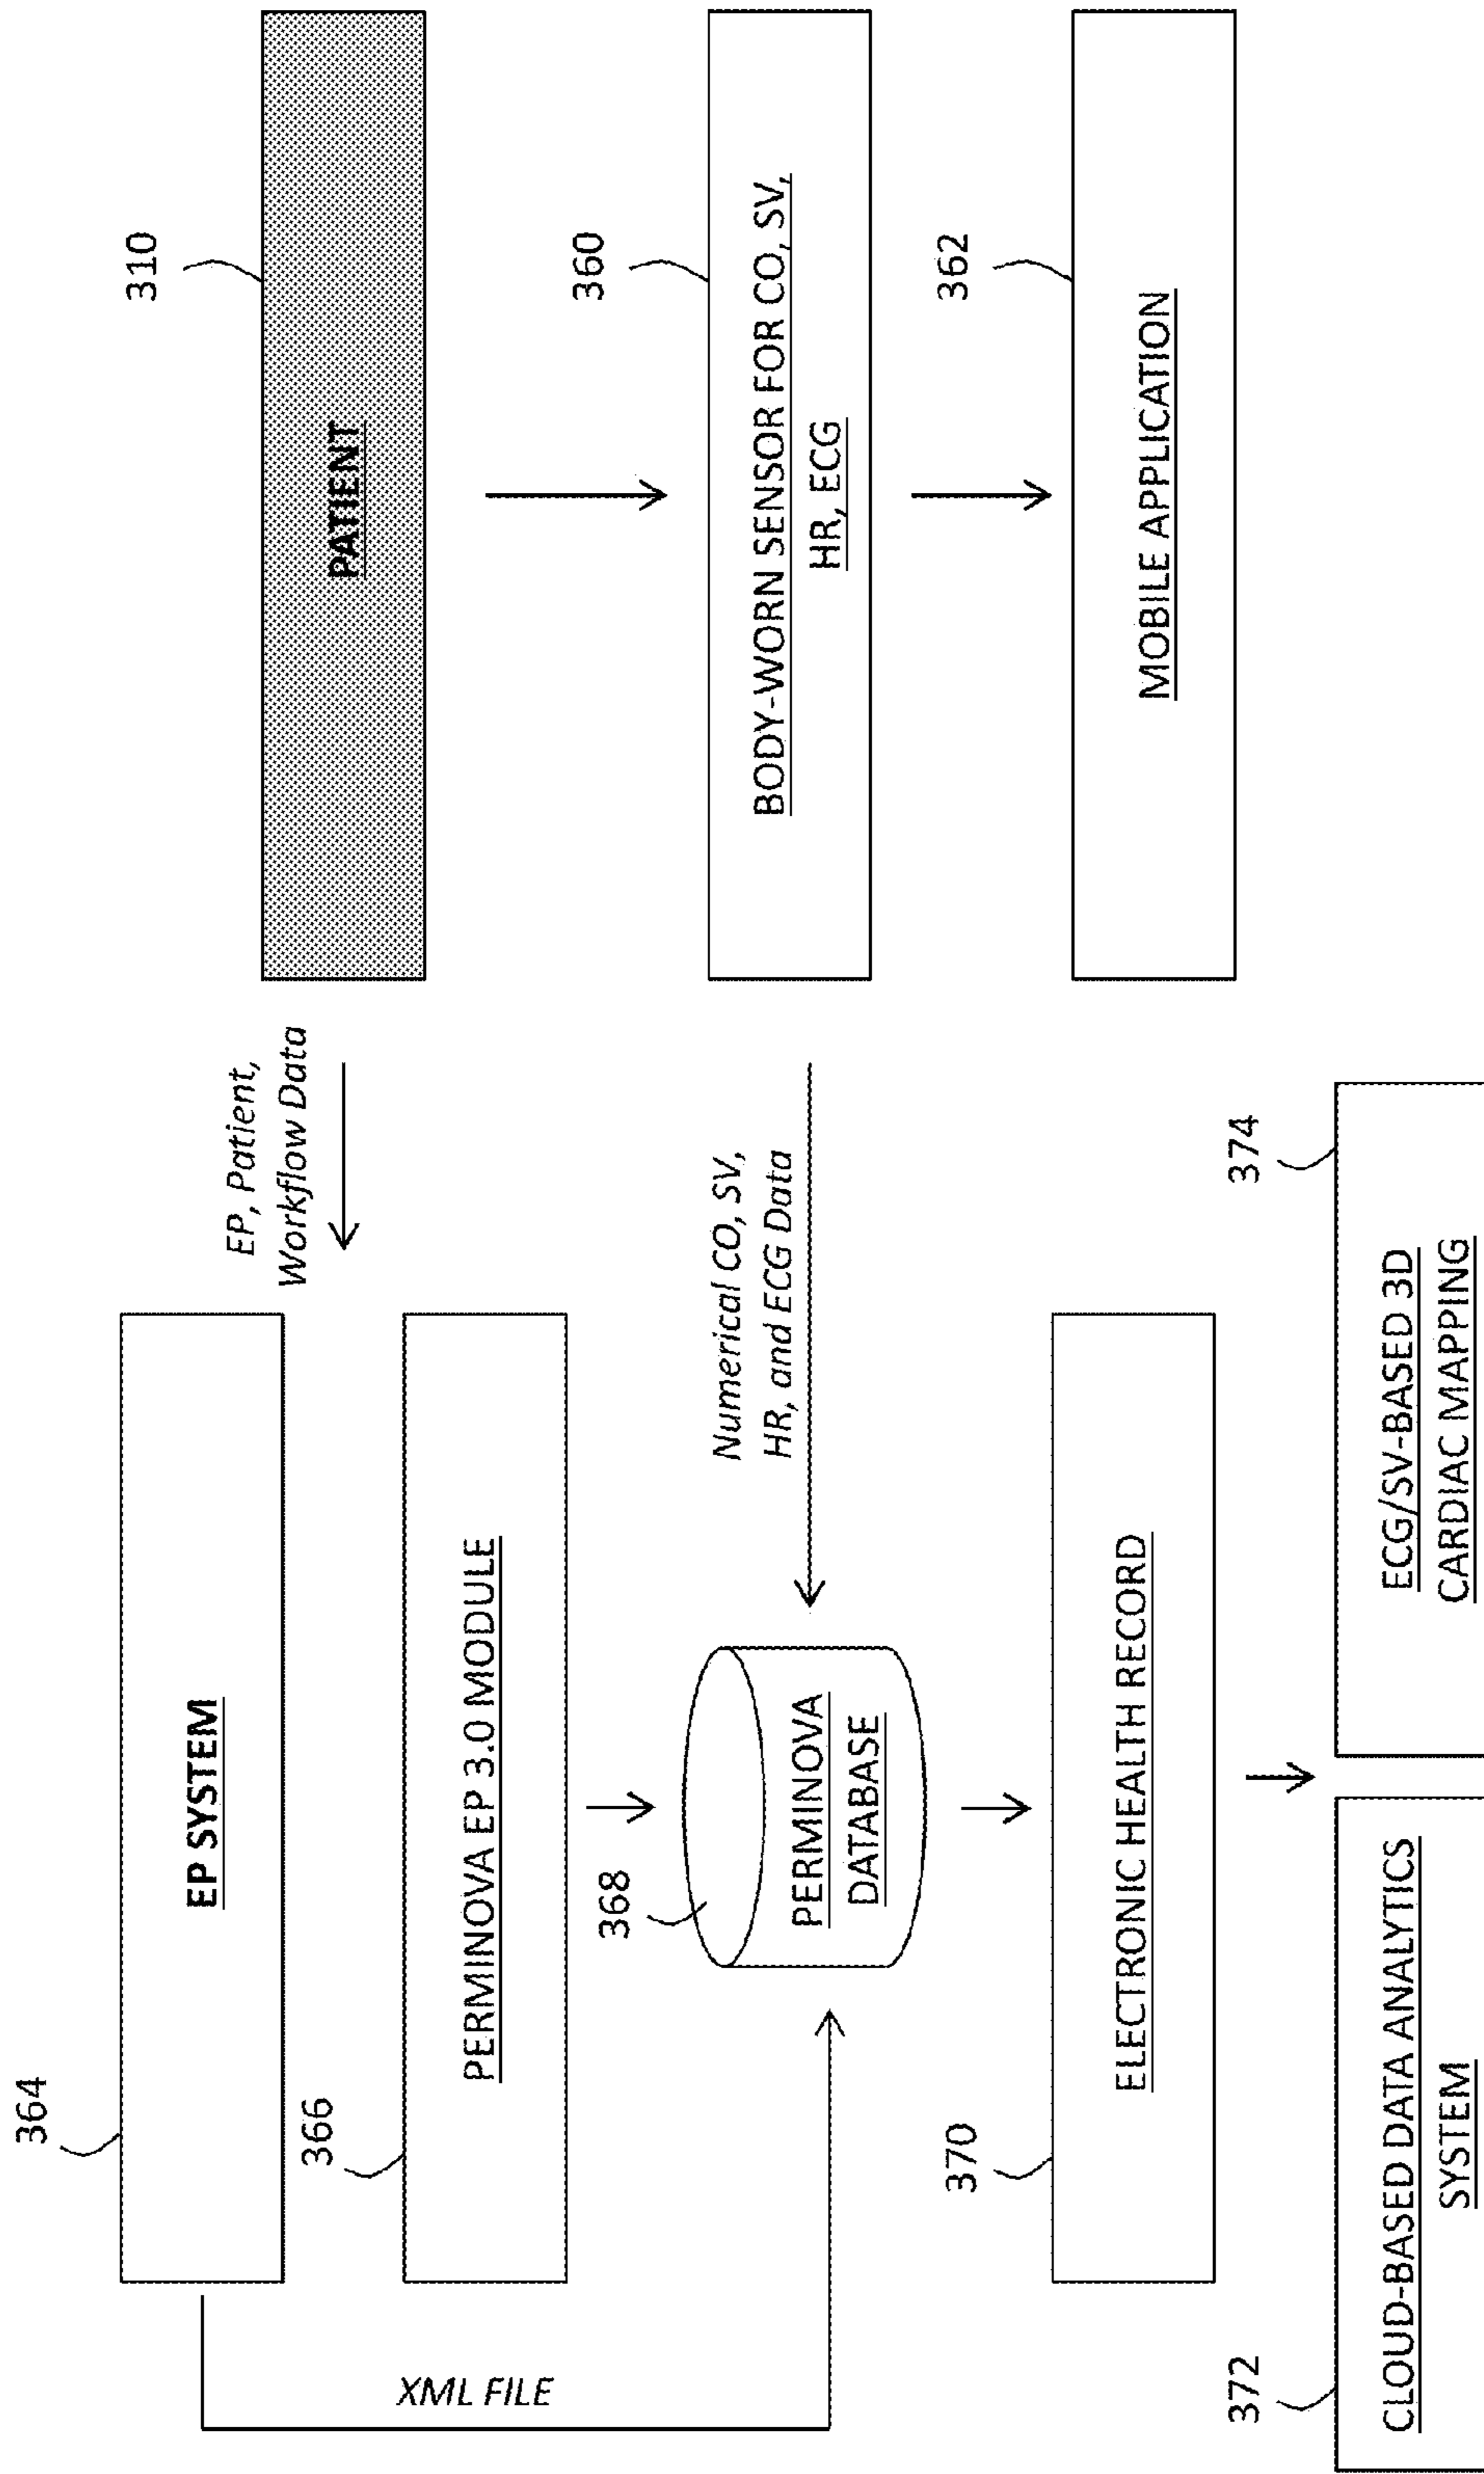 364
EP SYSTEM
EP, Patient,
Workflow Data
310
PATIENT
366
PERMINOVA EP 3.0 MODULE
XML FILE
368
PERMINOVA
DATABASE
Numerical CO, SV,
HR, and ECG Data
360
BODY-WORN SENSOR FOR CO, SV,
HR, ECG
370
ELECTRONIC HEALTH RECORD
362
MOBILE APPLICATION
372
CLOUD-BASED DATA ANALYTICS
SYSTEM
374
ECG/SV-BASED 3D
CARDIAC MAPPING